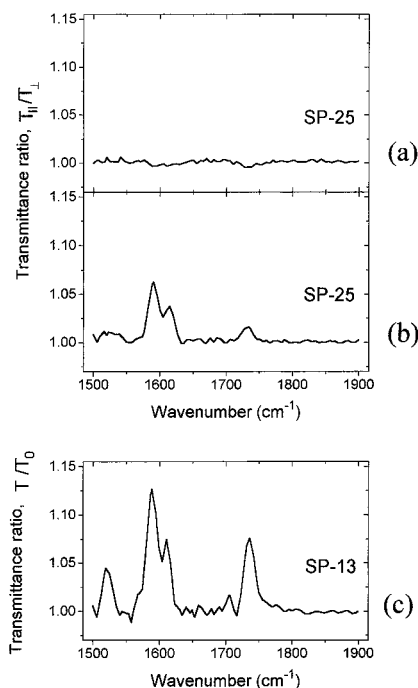 Transmittance ratio, T||/T⊥
1.15
1.10
1.05
1.00
SP-25
(a)
1.15
1.10
1.05
1.00
SP-25
(b)
1500 1600 1700 1800 1900
Wavenumber (cm⁻¹)
Transmittance ratio, T/T₀
1.15
1.10
1.05
1.00
SP-13
(c)
1500 1600 1700 1800 1900
Wavenumber (cm⁻¹)